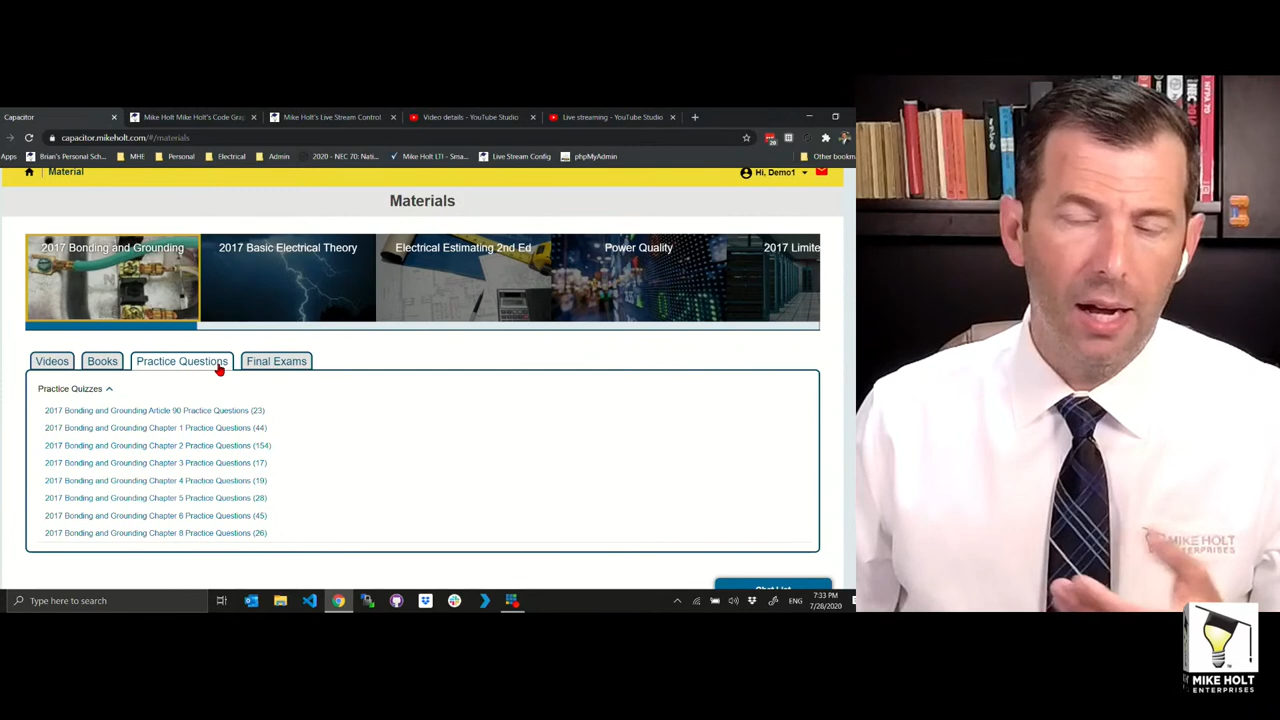 Capacitor
Mike Holt Mike Holt's Code Gra
Mike Holt's Live Stream Control
Video details - YouTube Studio
Live streaming - YouTube Studio
capacitor.mikeholt.com/#/materials
Apps
Brian's Personal Sch...
MHE
Personal
Electrical
Admin
2020 - NEC 70: Nati...
Mike Holt LTI - Sma...
Live Stream Config
phpMyAdmin
Other bookm
Material
Hi, Demo1
Materials
2017 Bonding and Grounding
2017 Basic Electrical Theory
Electrical Estimating 2nd Ed
Power Quality
2017 Limite
Videos
Books
Practice Questions
Final Exams
Practice Quizzes
2017 Bonding and Grounding Article 90 Practice Questions (23)
2017 Bonding and Grounding Chapter 1 Practice Questions (44)
2017 Bonding and Grounding Chapter 2 Practice Questions (154)
2017 Bonding and Grounding Chapter 3 Practice Questions (17)
2017 Bonding and Grounding Chapter 4 Practice Questions (19)
2017 Bonding and Grounding Chapter 5 Practice Questions (28)
2017 Bonding and Grounding Chapter 6 Practice Questions (45)
2017 Bonding and Grounding Chapter 8 Practice Questions (26)
Chat List
Type here to search
ENG
7:33 PM
7/28/2020
MIKE HOLT
ENTERPRISES
MIKE HOLT
ENTERPRISES